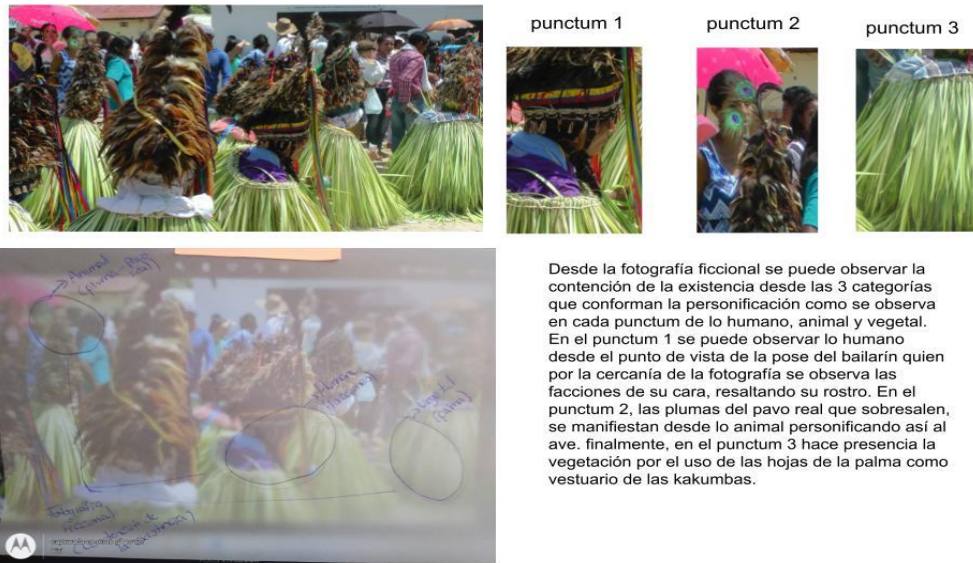 punctum 1
punctum 2
punctum 3
Animal
Desde la fotografía ficcional se puede observar la
contención de la existencia desde las 3 categorías
que conforman la personificación como se observa
en cada punctum de lo humano, animal y vegetal.
En el punctum 1 se puede observar lo humano
desde el punto de vista de la pose del bailarín quien
por la cercanía de la fotografía se observa las
facciones de su cara, resaltando su rostro. En el
punctum 2, las plumas del pavo real que sobresalen,
se manifiestan desde lo animal personificando así al
ave. finalmente, en el punctum 3 hace presencia la
vegetación por el uso de las hojas de la palma como
vestuario de las kakumbas.